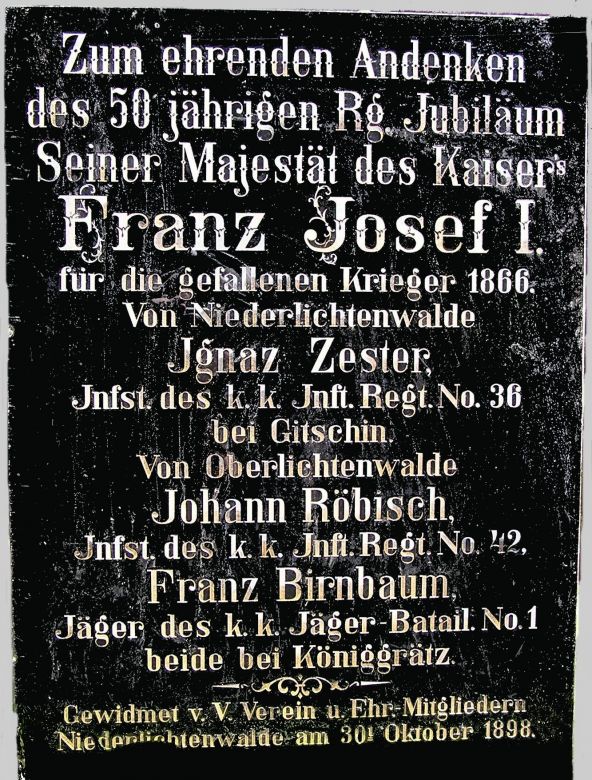 Zum ehrenden Andenken
des 50 jährigen Rg. Jubiläum
Seiner Majestät des Kaisers
Franz Josef I.
für die gefallenen Krieger 1866.
Von Niederlichtenwalde
Jgnaz Zester,
Jnfst. des k. k. Jnft. Regt. No. 36
bei Gitschin.
Von Oberlichtenwalde
Johann Röbisch,
Jnfst. des k. k. Jnft. Regt. No. 42,
Franz Birnbaum,
Jäger des k. k. Jäger-Batail. No. 1
beide bei Königgrätz.
Gewidmet v. V. Verein u. Ehr-Mitgliedern
Niederlichtenwalde am 30. Oktober 1898.